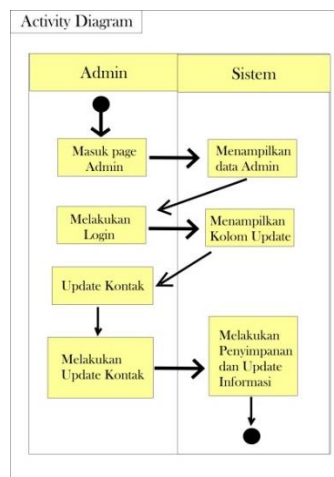 Activity Diagram
Admin
Sistem
Masuk page
Admin
Menampilkan
data Admin
Melakukan
Login
Menampilkan
Kolom Update
Update Kontak
Melakukan
Update Kontak
Melakukan
Penyimpanan
dan Update
Informasi